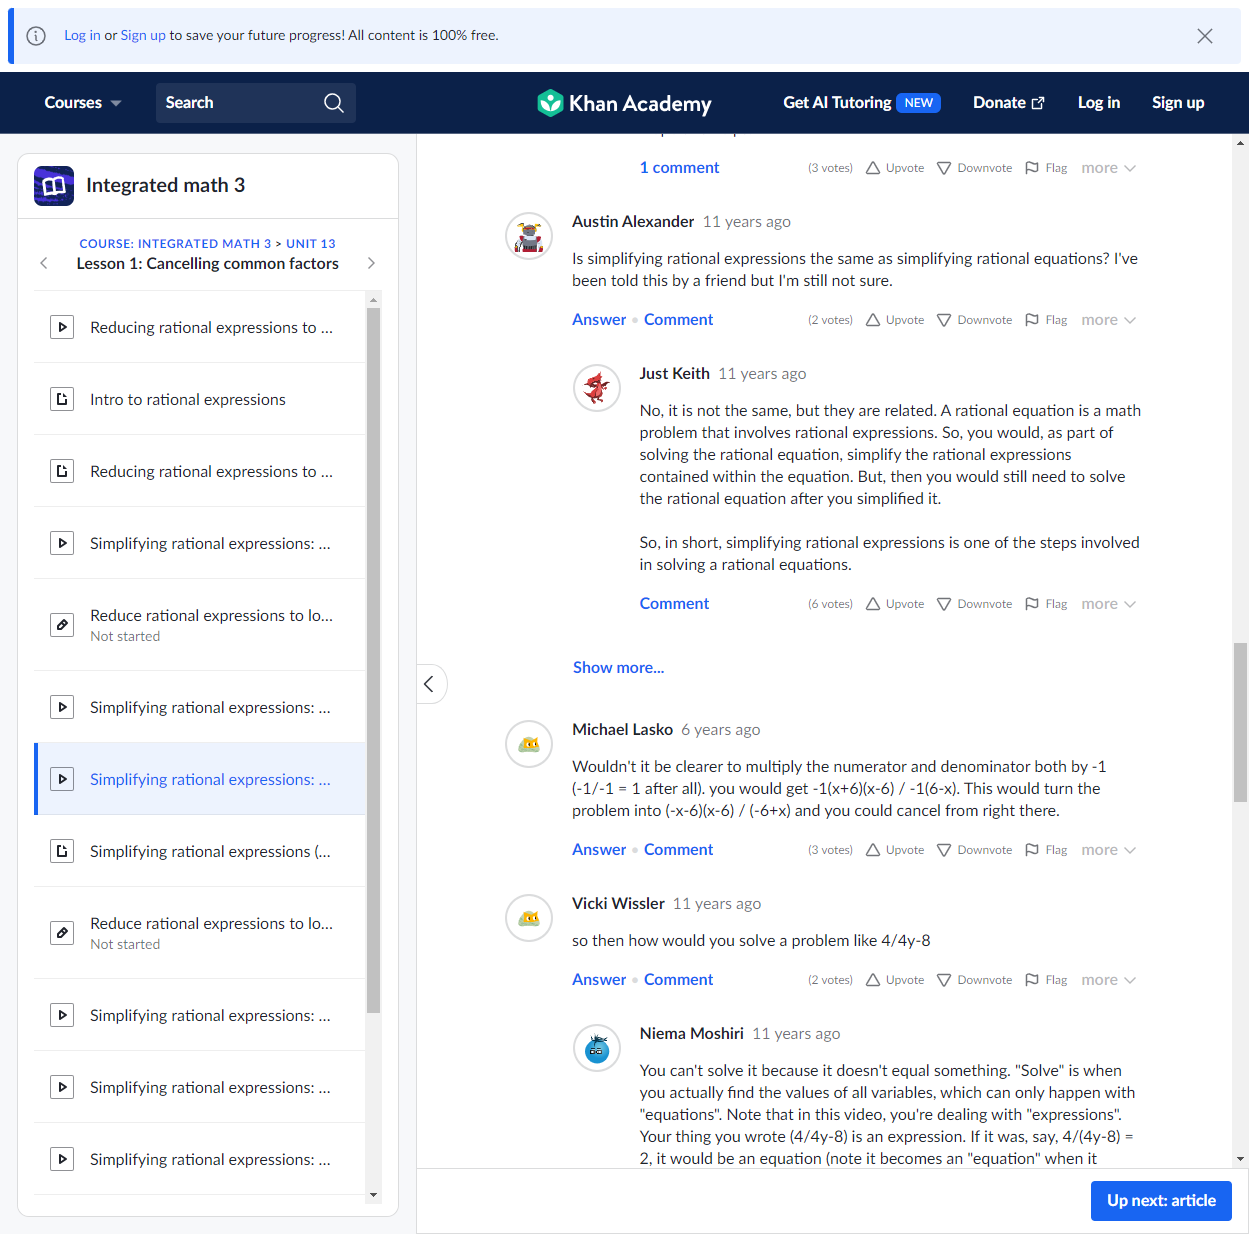 Log in or Sign up to save your future progress! All content is 100% free.
Courses
Search
Khan Academy
Get AI Tutoring NEW
Donate
Log in
Sign up
Integrated math 3
COURSE: INTEGRATED MATH 3 > UNIT 13
Lesson 1: Cancelling common factors
Reducing rational expressions to ...
Intro to rational expressions
Reducing rational expressions to ...
Simplifying rational expressions: ...
Reduce rational expressions to lo...
Not started
Simplifying rational expressions: ...
Simplifying rational expressions: ...
Simplifying rational expressions (...
Reduce rational expressions to lo...
Not started
Simplifying rational expressions: ...
Simplifying rational expressions: ...
Simplifying rational expressions: ...
1 comment (3 votes) Upvote Downvote Flag more
Austin Alexander 11 years ago
Is simplifying rational expressions the same as simplifying rational equations? I've
been told this by a friend but I'm still not sure.
Answer • Comment (2 votes) Upvote Downvote Flag more
Just Keith 11 years ago
No, it is not the same, but they are related. A rational equation is a math
problem that involves rational expressions. So, you would, as part of
solving the rational equation, simplify the rational expressions
contained within the equation. But, then you would still need to solve
the rational equation after you simplified it.
So, in short, simplifying rational expressions is one of the steps involved
in solving a rational equations.
Comment (6 votes) Upvote Downvote Flag more
Show more...
Michael Lasko 6 years ago
Wouldn't it be clearer to multiply the numerator and denominator both by -1
(-1/-1 = 1 after all). you would get -1(x+6)(x-6) / -1(6-x). This would turn the
problem into (-x-6)(x-6) / (-6+x) and you could cancel from right there.
Answer • Comment (3 votes) Upvote Downvote Flag more
Vicki Wissler 11 years ago
so then how would you solve a problem like 4/4y-8
Answer • Comment (2 votes) Upvote Downvote Flag more
Niema Moshiri 11 years ago
You can't solve it because it doesn't equal something. "Solve" is when
you actually find the values of all variables, which can only happen with
"equations". Note that in this video, you're dealing with "expressions".
Your thing you wrote (4/4y-8) is an expression. If it was, say, 4/(4y-8) =
2, it would be an equation (note it becomes an "equation" when it
Up next: article